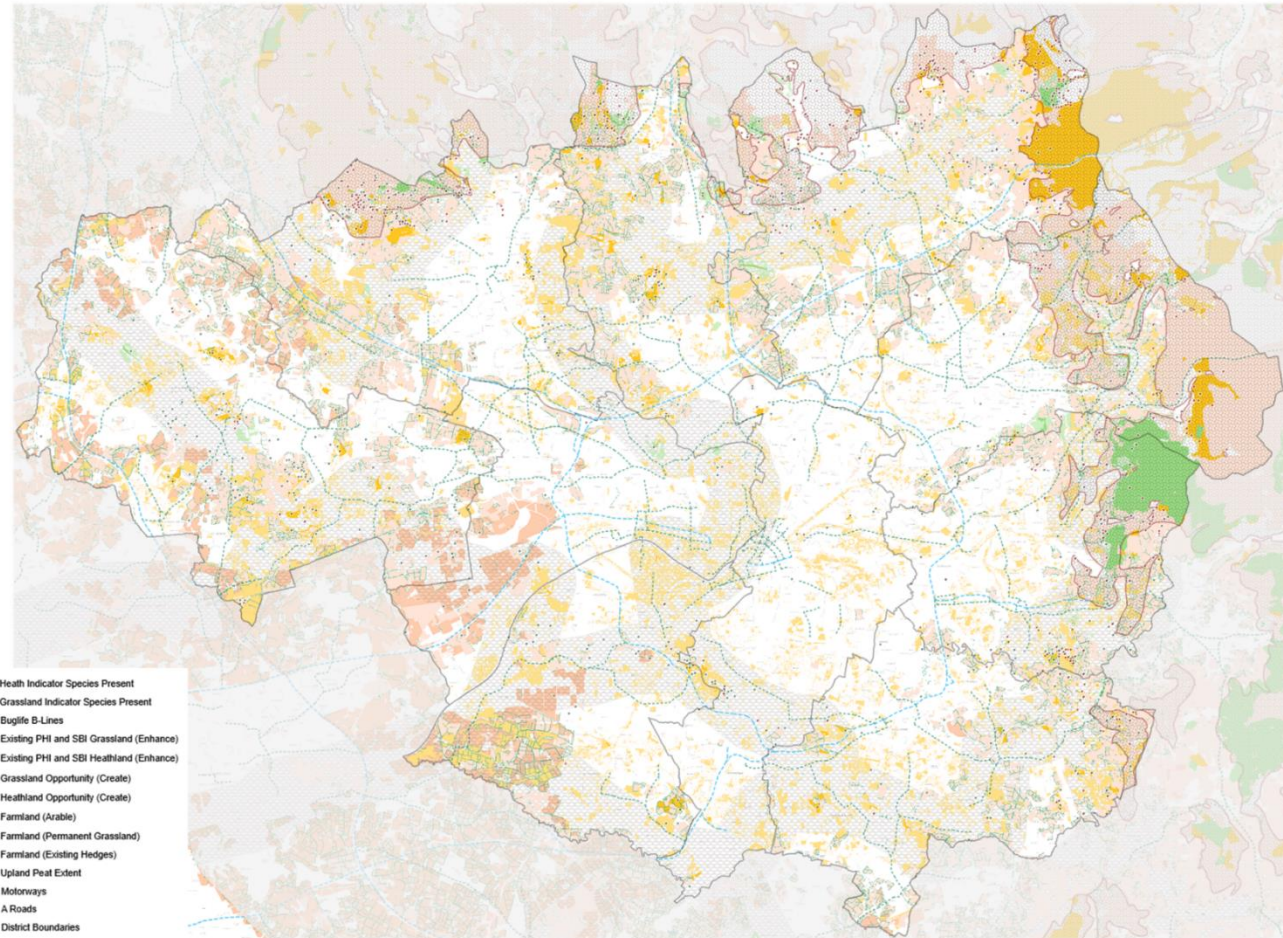 Heath Indicator Species Present
Grassland Indicator Species Present
Buglife B-Lines
Existing PHI and SBI Grassland (Enhance)
Existing PHI and SBI Heathland (Enhance)
Grassland Opportunity (Create)
Heathland Opportunity (Create)
Farmland (Arable)
Farmland (Permanent Grassland)
Farmland (Existing Hedges)
Upland Peat Extent
Motorways
A Roads
District Boundaries